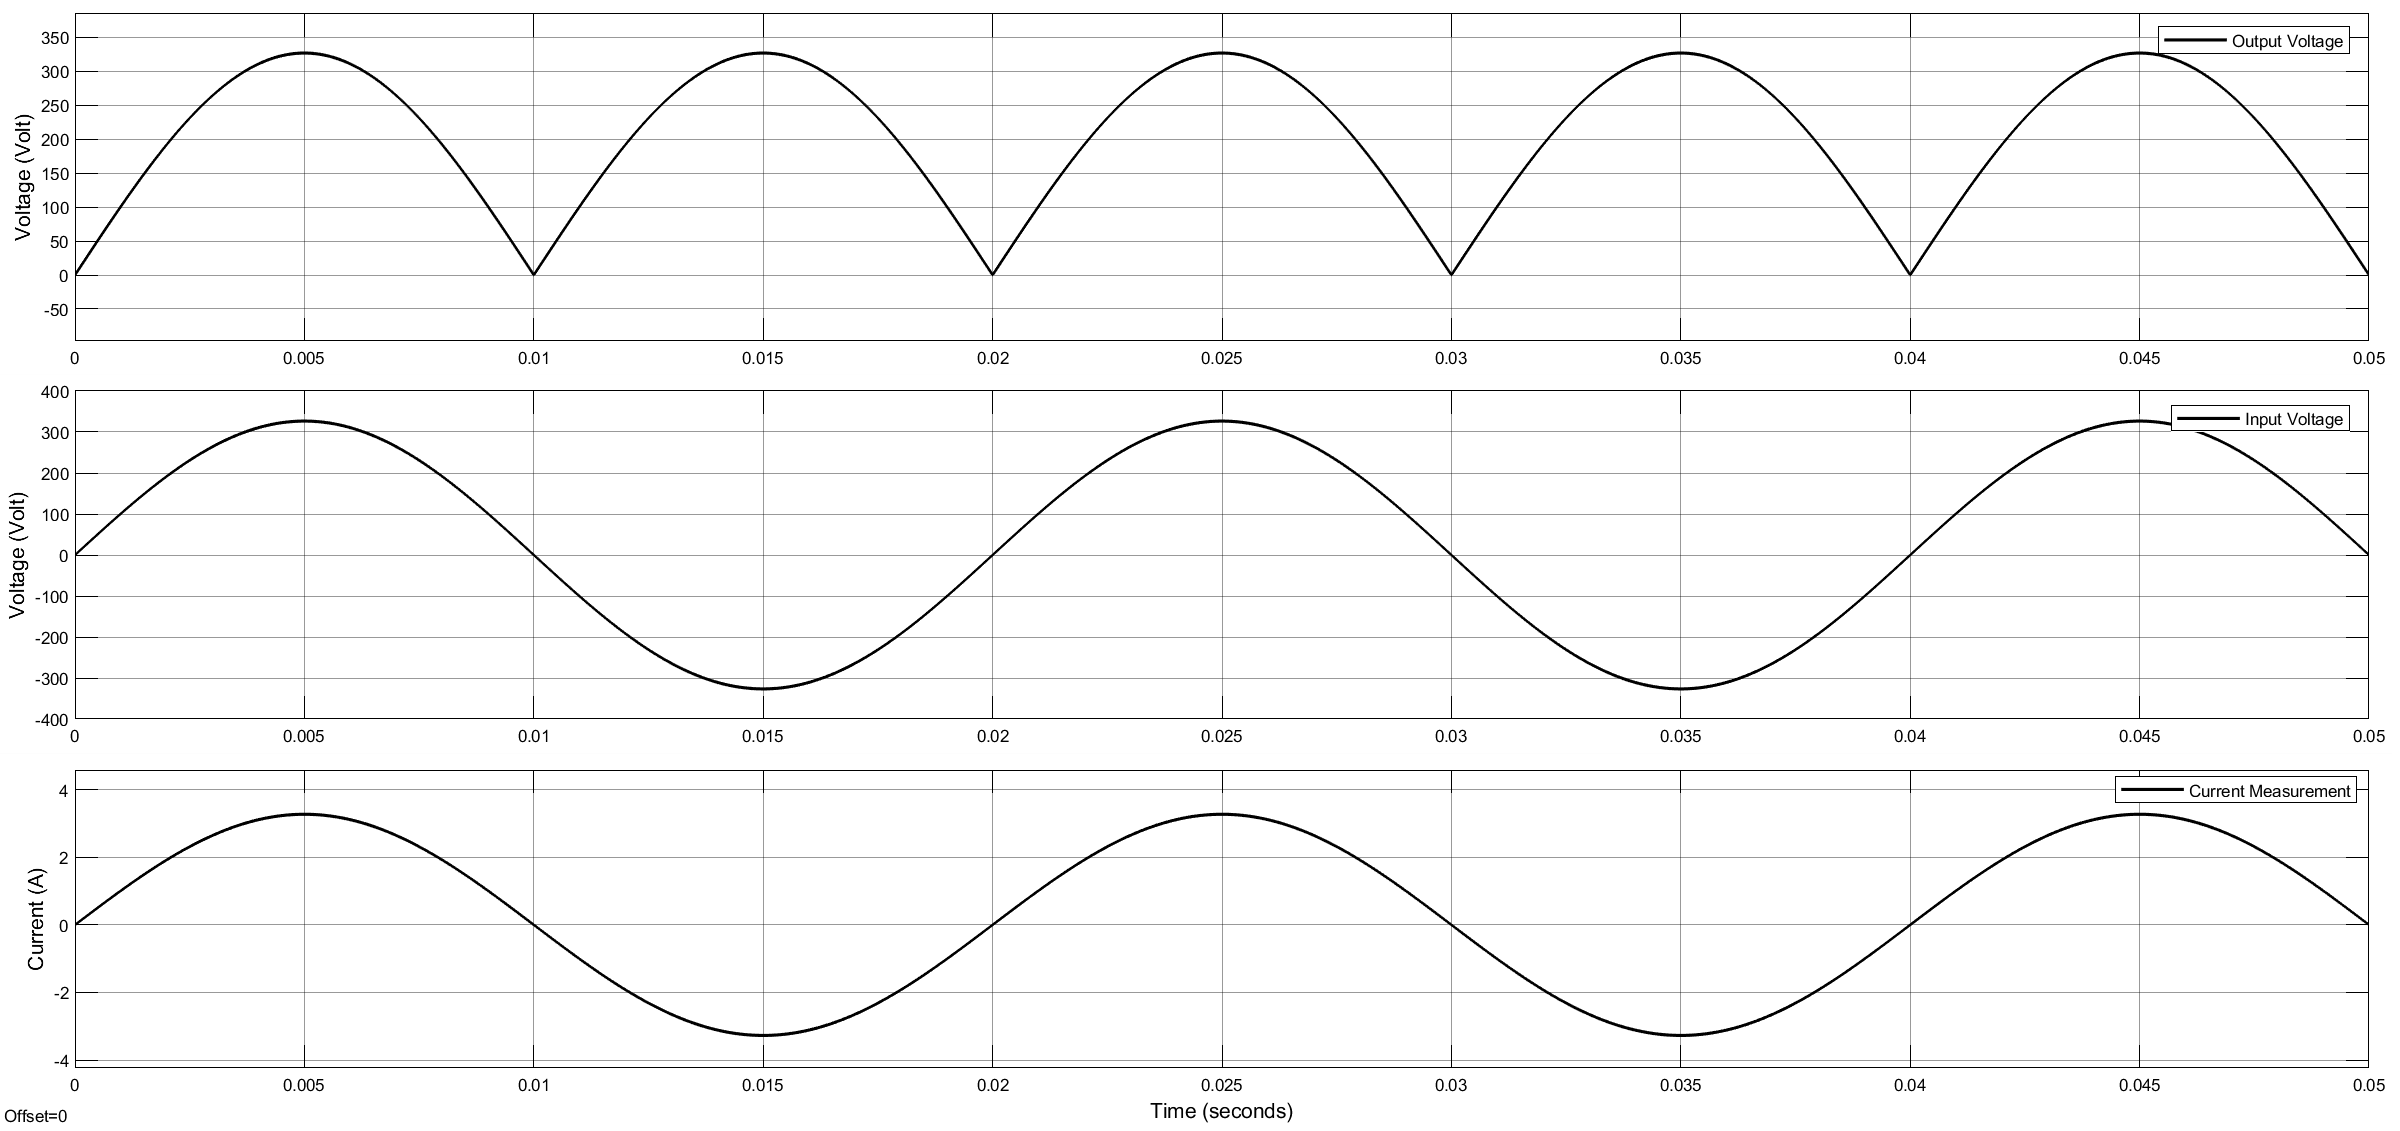 Output Voltage
Voltage (Volt)
350
300
250
200
150
100
50
0
-50
0 0.005 0.01 0.015 0.02 0.025 0.03 0.035 0.04 0.045 0.05
Input Voltage
Voltage (Volt)
400
300
200
100
0
-100
-200
-300
-400
0 0.005 0.01 0.015 0.02 0.025 0.03 0.035 0.04 0.045 0.05
Current Measurement
Current (A)
4
2
0
-2
-4
0 0.005 0.01 0.015 0.02 0.025 0.03 0.035 0.04 0.045 0.05
Time (seconds)
Offset=0